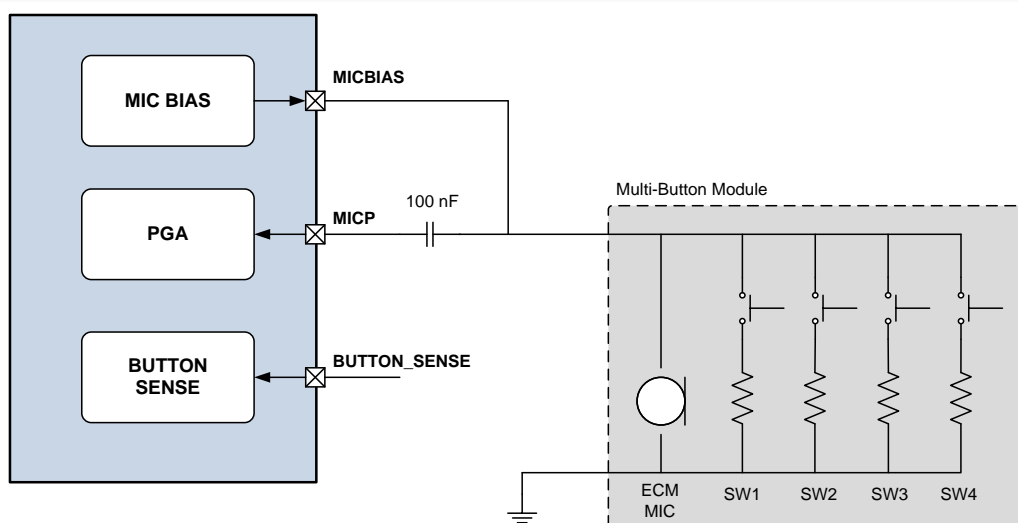 MIC BIAS
MICBIAS
PGA
MICP
100 nF
BUTTON
SENSE
BUTTON_SENSE
Multi-Button Module
ECM
MIC
SW1
SW2
SW3
SW4